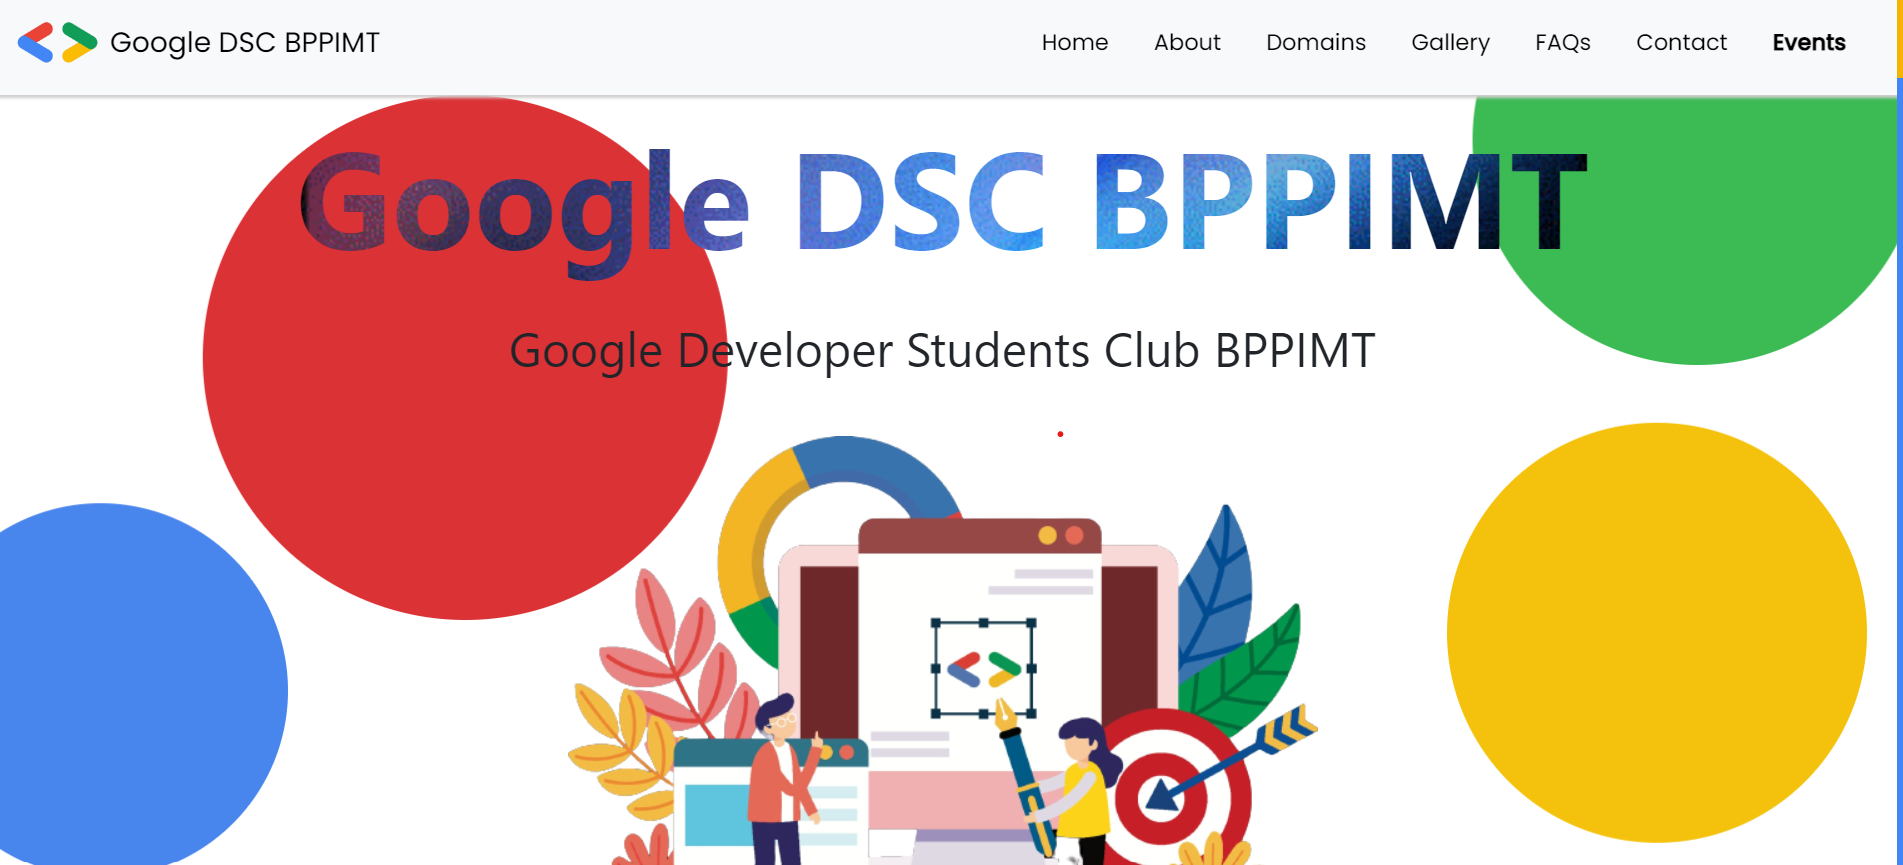 Google DSC BPPIMT
Home About Domains Gallery FAQs Contact Events
Google DSC BPPIMT
Google Developer Students Club BPPIMT